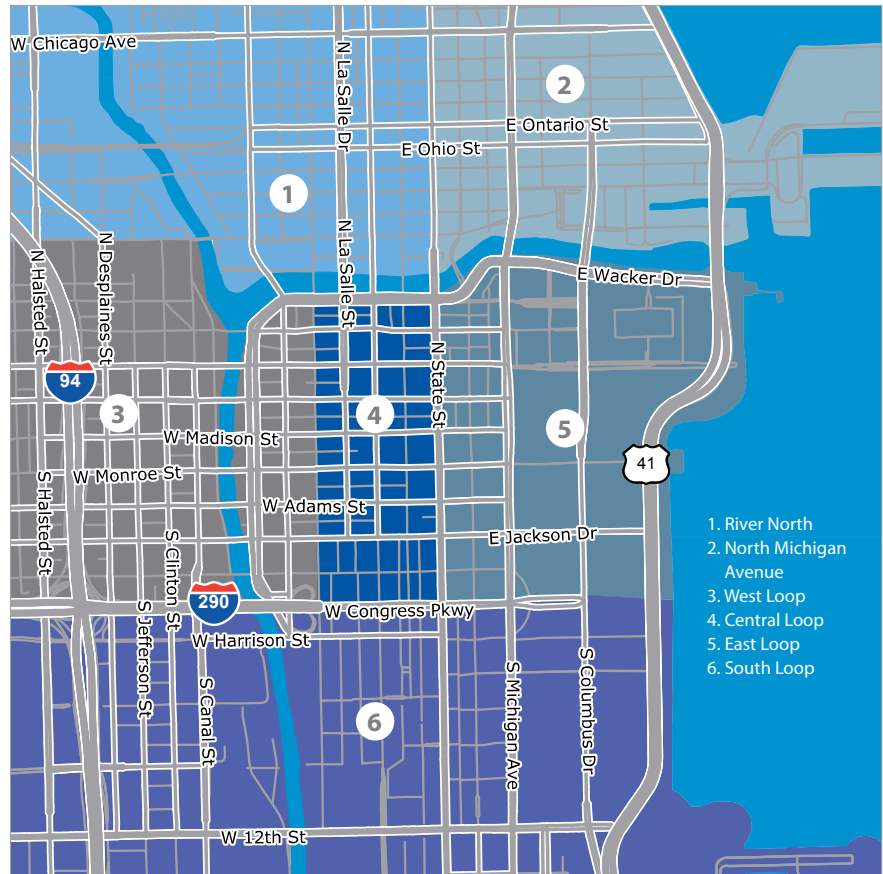 W Chicago Ave
N La Salle Dr
2
E Ontario St
E Ohio St
1
N La Salle St
N Halsted St
N Desplaines St
E Wacker Dr
94
N State St
3
4
5
W Madison St
41
W Monroe St
S Halsted St
W Adams St
S Clinton St
E Jackson Dr
1. River North
2. North Michigan
Avenue
3. West Loop
4. Central Loop
5. East Loop
6. South Loop
290
W Congress Pkwy
S Jefferson St
W Harrison St
S Canal St
S Michigan Ave
S Columbus Dr
6
W 12th St